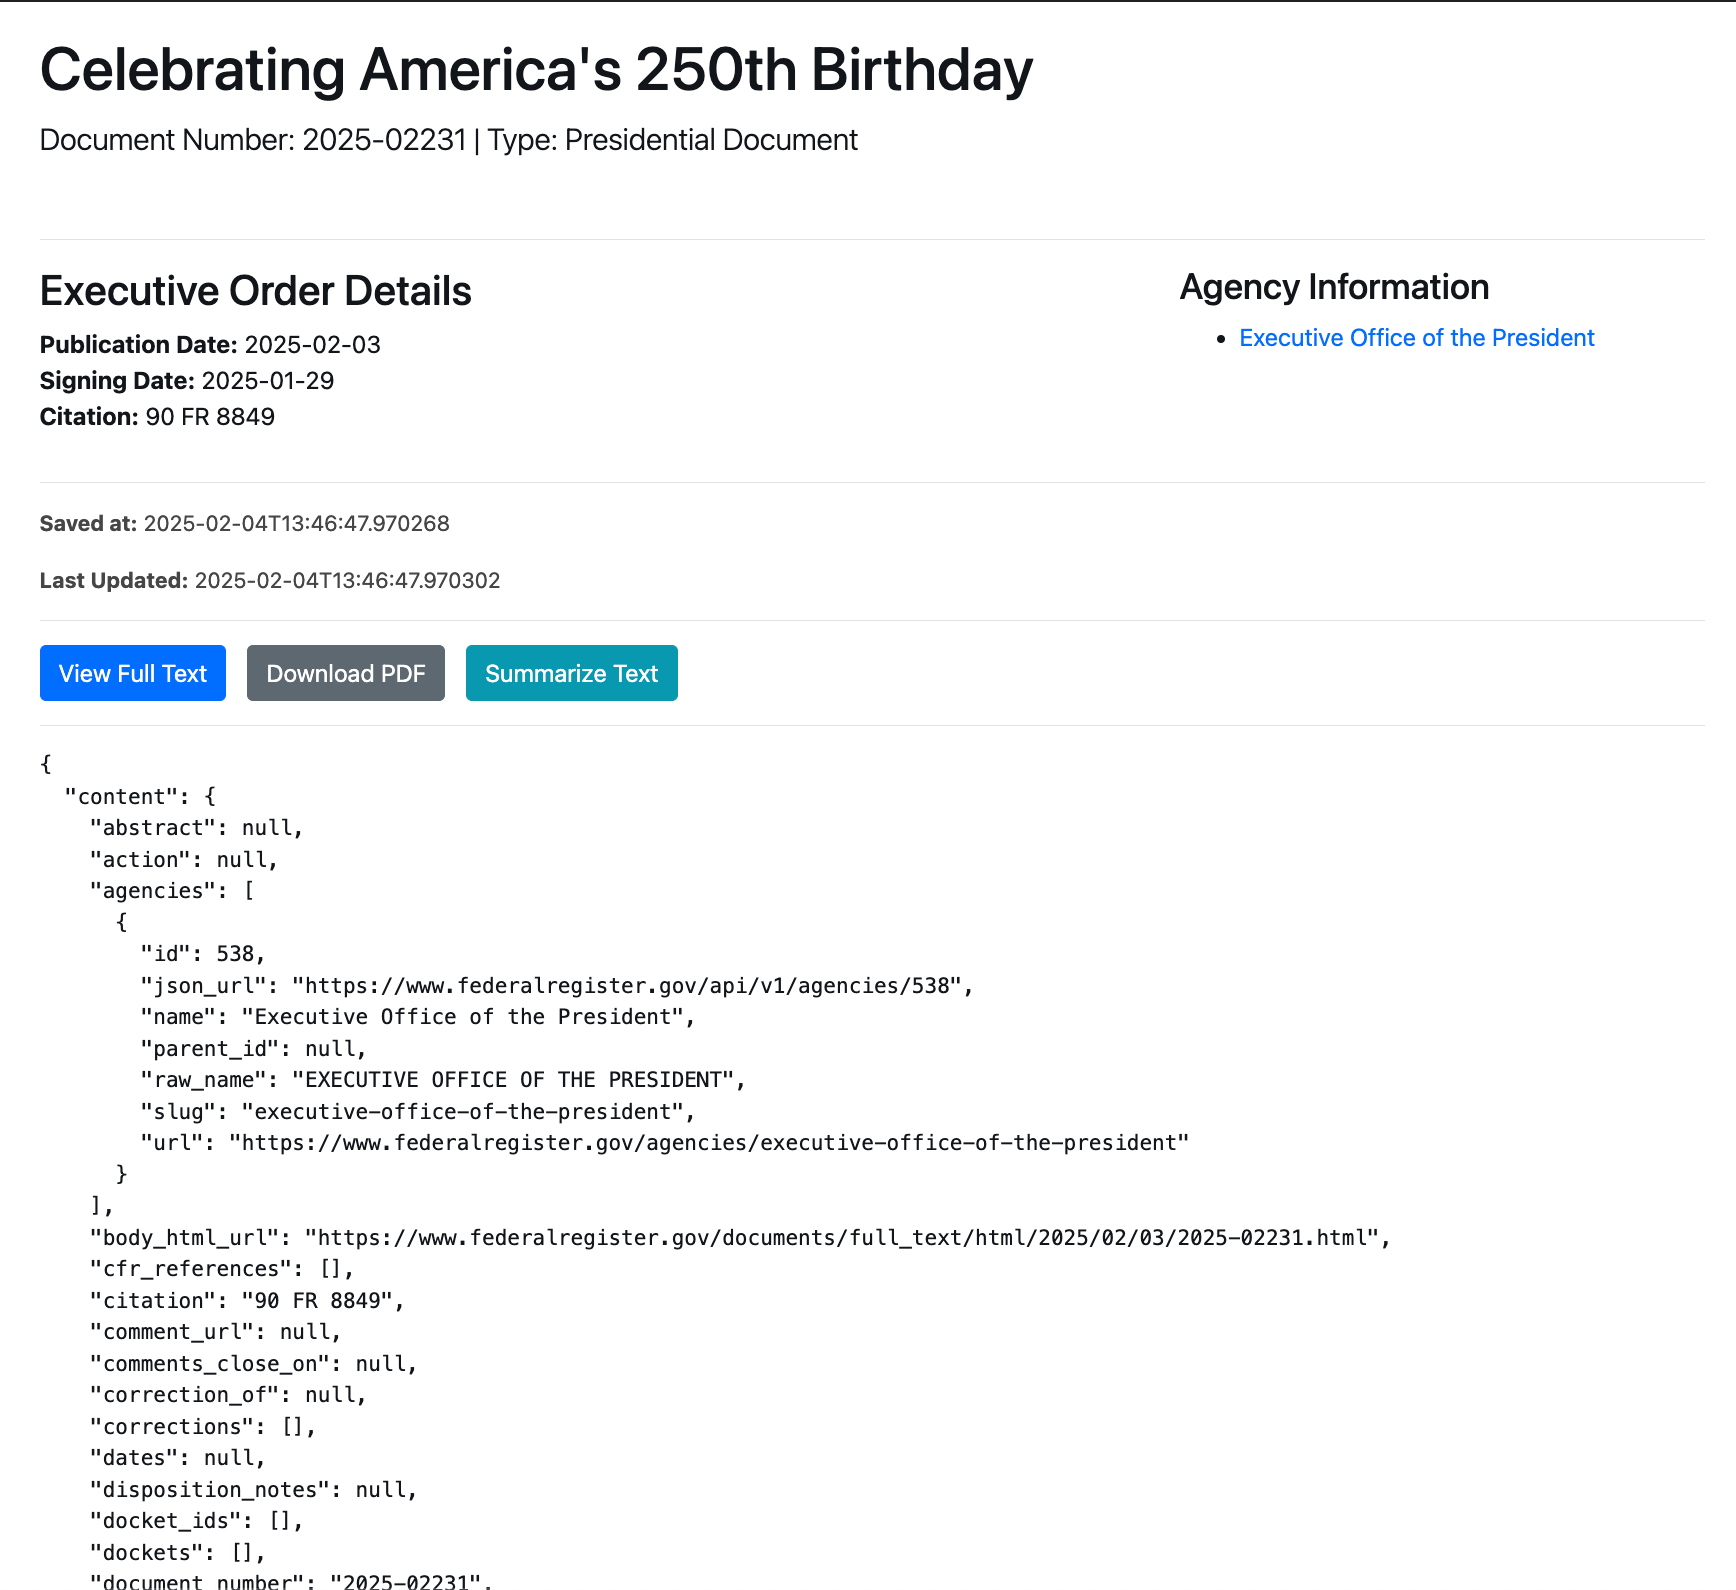 Celebrating America's 250th Birthday
Document Number: 2025-02231 | Type: Presidential Document
Executive Order Details
Publication Date: 2025-02-03
Signing Date: 2025-01-29
Citation: 90 FR 8849
Agency Information
• Executive Office of the President
Saved at: 2025-02-04T13:46:47.970268
Last Updated: 2025-02-04T13:46:47.970302
View Full Text
Download PDF
Summarize Text
{
  "content": {
    "abstract": null,
    "action": null,
    "agencies": [
      {
        "id": 538,
        "json_url": "https://www.federalregister.gov/api/v1/agencies/538",
        "name": "Executive Office of the President",
        "parent_id": null,
        "raw_name": "EXECUTIVE OFFICE OF THE PRESIDENT",
        "slug": "executive-office-of-the-president",
        "url": "https://www.federalregister.gov/agencies/executive-office-of-the-president"
      }
    ],
    "body_html_url": "https://www.federalregister.gov/documents/full_text/html/2025/02/03/2025-02231.html",
    "cfr_references": [],
    "citation": "90 FR 8849",
    "comment_url": null,
    "comments_close_on": null,
    "correction_of": null,
    "corrections": [],
    "dates": null,
    "disposition_notes": null,
    "docket_ids": [],
    "dockets": [],
    "document_number": "2025-02231",